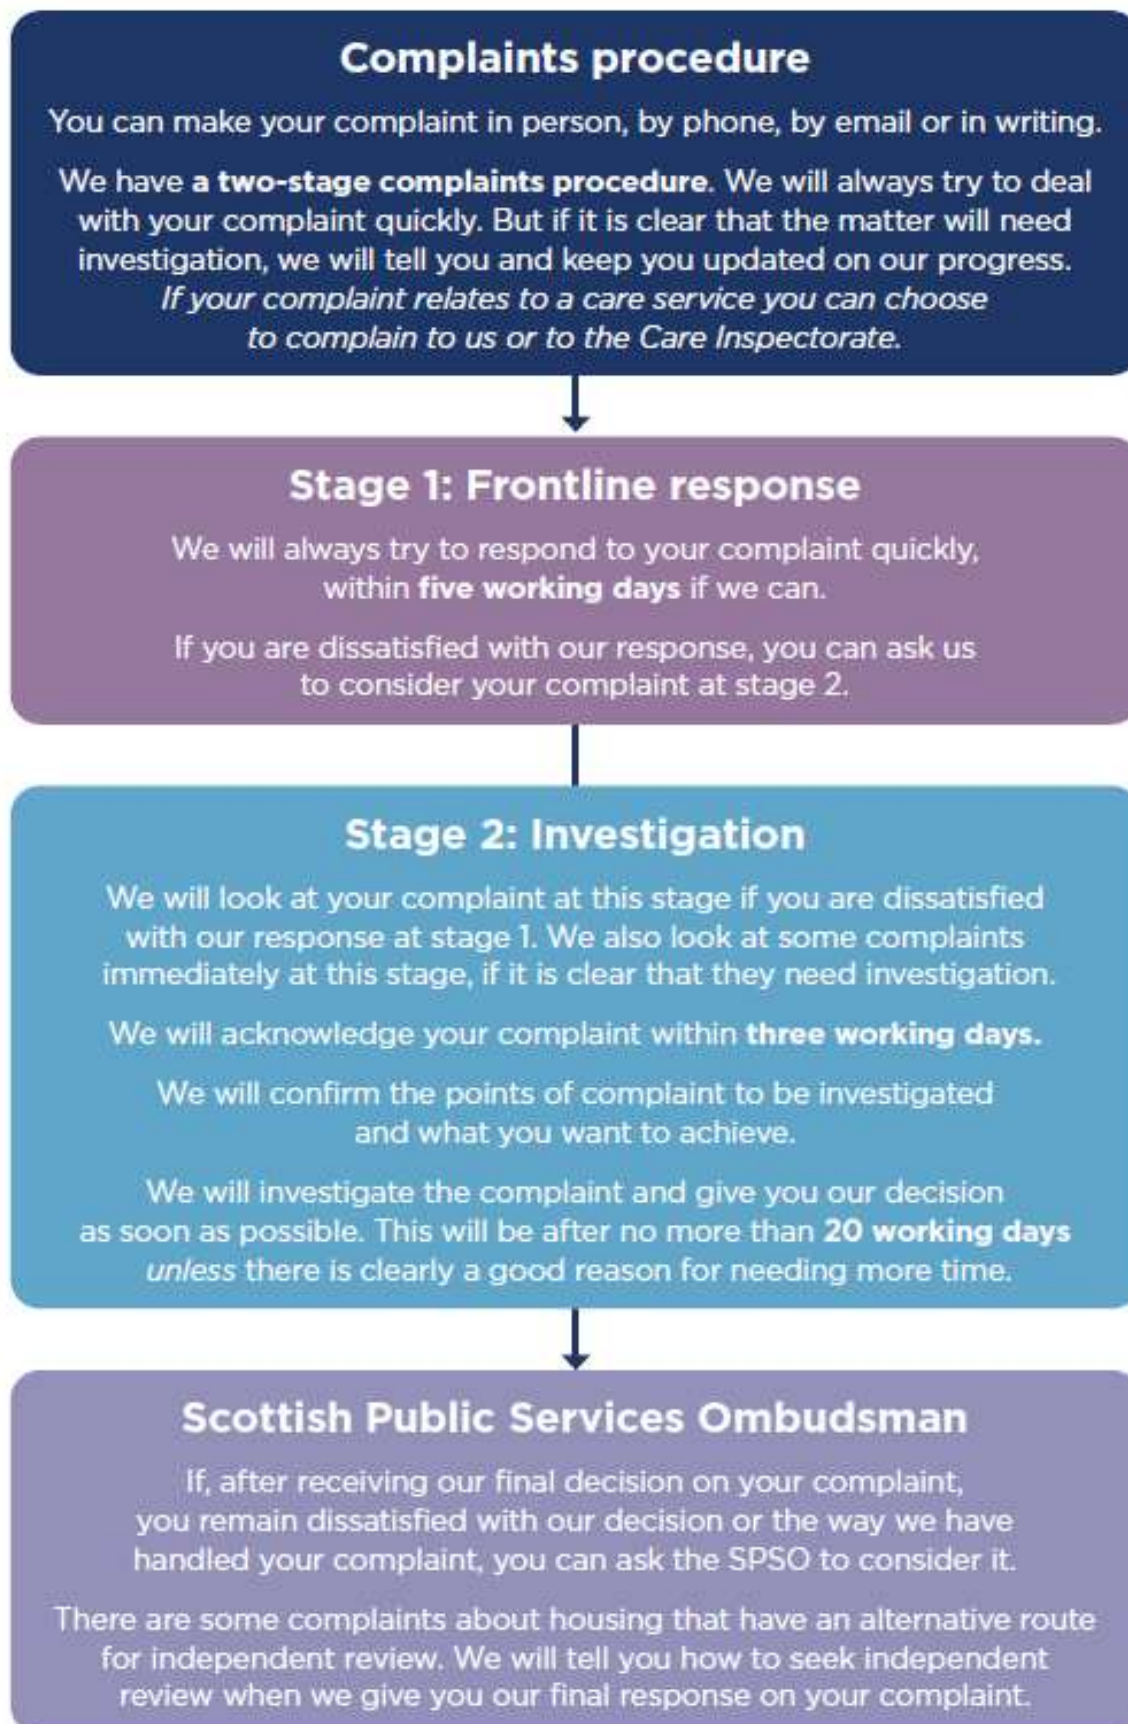 Complaints procedure
You can make your complaint in person, by phone, by email or in writing.
We have a two-stage complaints procedure. We will always try to deal
with your complaint quickly. But if it is clear that the matter will need
investigation, we will tell you and keep you updated on our progress.
If your complaint relates to a care service you can choose
to complain to us or to the Care Inspectorate.
Stage 1: Frontline response
We will always try to respond to your complaint quickly,
within five working days if we can.
If you are dissatisfied with our response, you can ask us
to consider your complaint at stage 2.
Stage 2: Investigation
We will look at your complaint at this stage if you are dissatisfied
with our response at stage 1. We also look at some complaints
immediately at this stage, if it is clear that they need investigation.
We will acknowledge your complaint within three working days.
We will confirm the points of complaint to be investigated
and what you want to achieve.
We will investigate the complaint and give you our decision
as soon as possible. This will be after no more than 20 working days
unless there is clearly a good reason for needing more time.
Scottish Public Services Ombudsman
If, after receiving our final decision on your complaint,
you remain dissatisfied with our decision or the way we have
handled your complaint, you can ask the SPSO to consider it.
There are some complaints about housing that have an alternative route
for independent review. We will tell you how to seek independent
review when we give you our final response on your complaint.